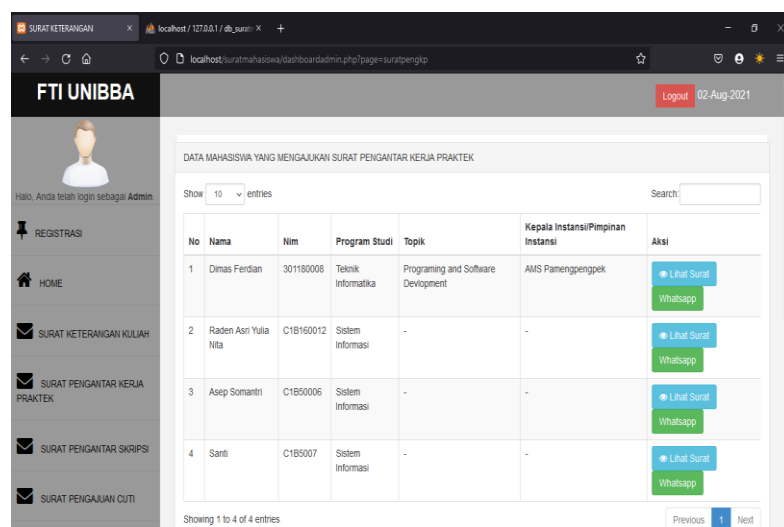 SURAT KETERANGAN
localhost / 127.0.0.1 / db_surat
localhost/suratmahasiswa/dashboardadmin.php?page=suratpengkp
FTI UNIBBA
Logout 02-Aug-2021
Halo, Anda telah login sebagai Admin.
REGISTRASI
HOME
SURAT KETERANGAN KULIAH
SURAT PENGANTAR KERJA
PRAKTEK
SURAT PENGANTAR SKRIPSI
SURAT PENGAJUAN CUTI
DATA MAHASISWA YANG MENGAJUKAN SURAT PENGANTAR KERJA PRAKTEK
Show 10 entries Search:
No Nama Nim Program Studi Topik Kepala Instansi/Pimpinan
Instansi Aksi
1 Dimas Ferdian 301180008 Teknik
Informatika Programing and Software
Devlopment AMS Pamengpengpek Lihat Surat
Whatsapp
2 Raden Asri Yulia
Nita C1B160012 Sistem
Informasi - - Lihat Surat
Whatsapp
3 Asep Somantri C1B50006 Sistem
Informasi - - Lihat Surat
Whatsapp
4 Santi C1B5007 Sistem
Informasi - - Lihat Surat
Whatsapp
Showing 1 to 4 of 4 entries Previous 1 Next